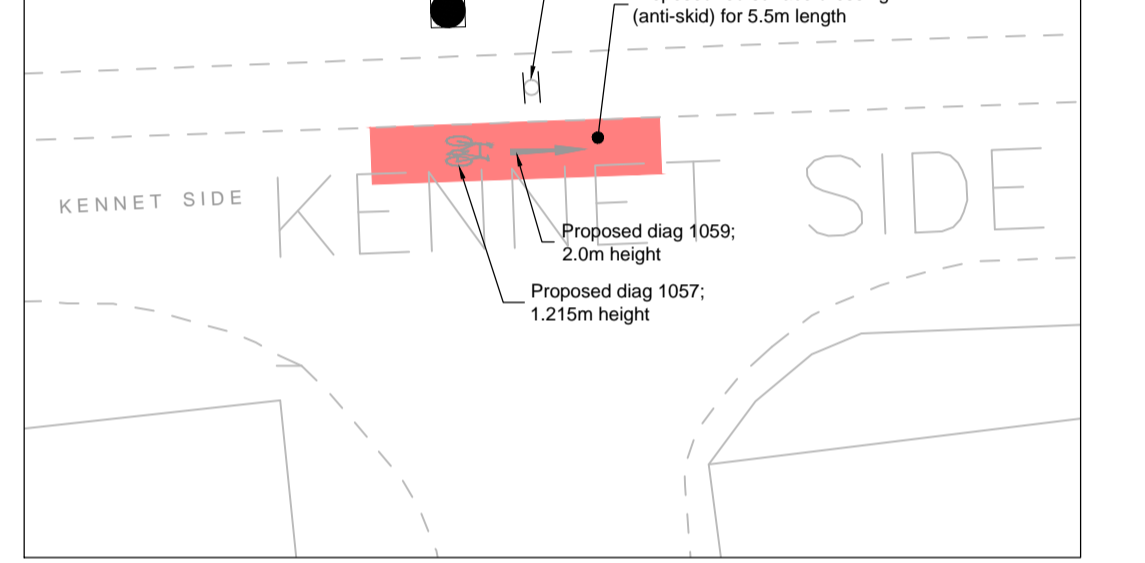 (anti-skid) for 5.5m length
KENNET SIDE
KENNET SIDE
Proposed diag 1059;
2.0m height
Proposed diag 1057;
1.215m height